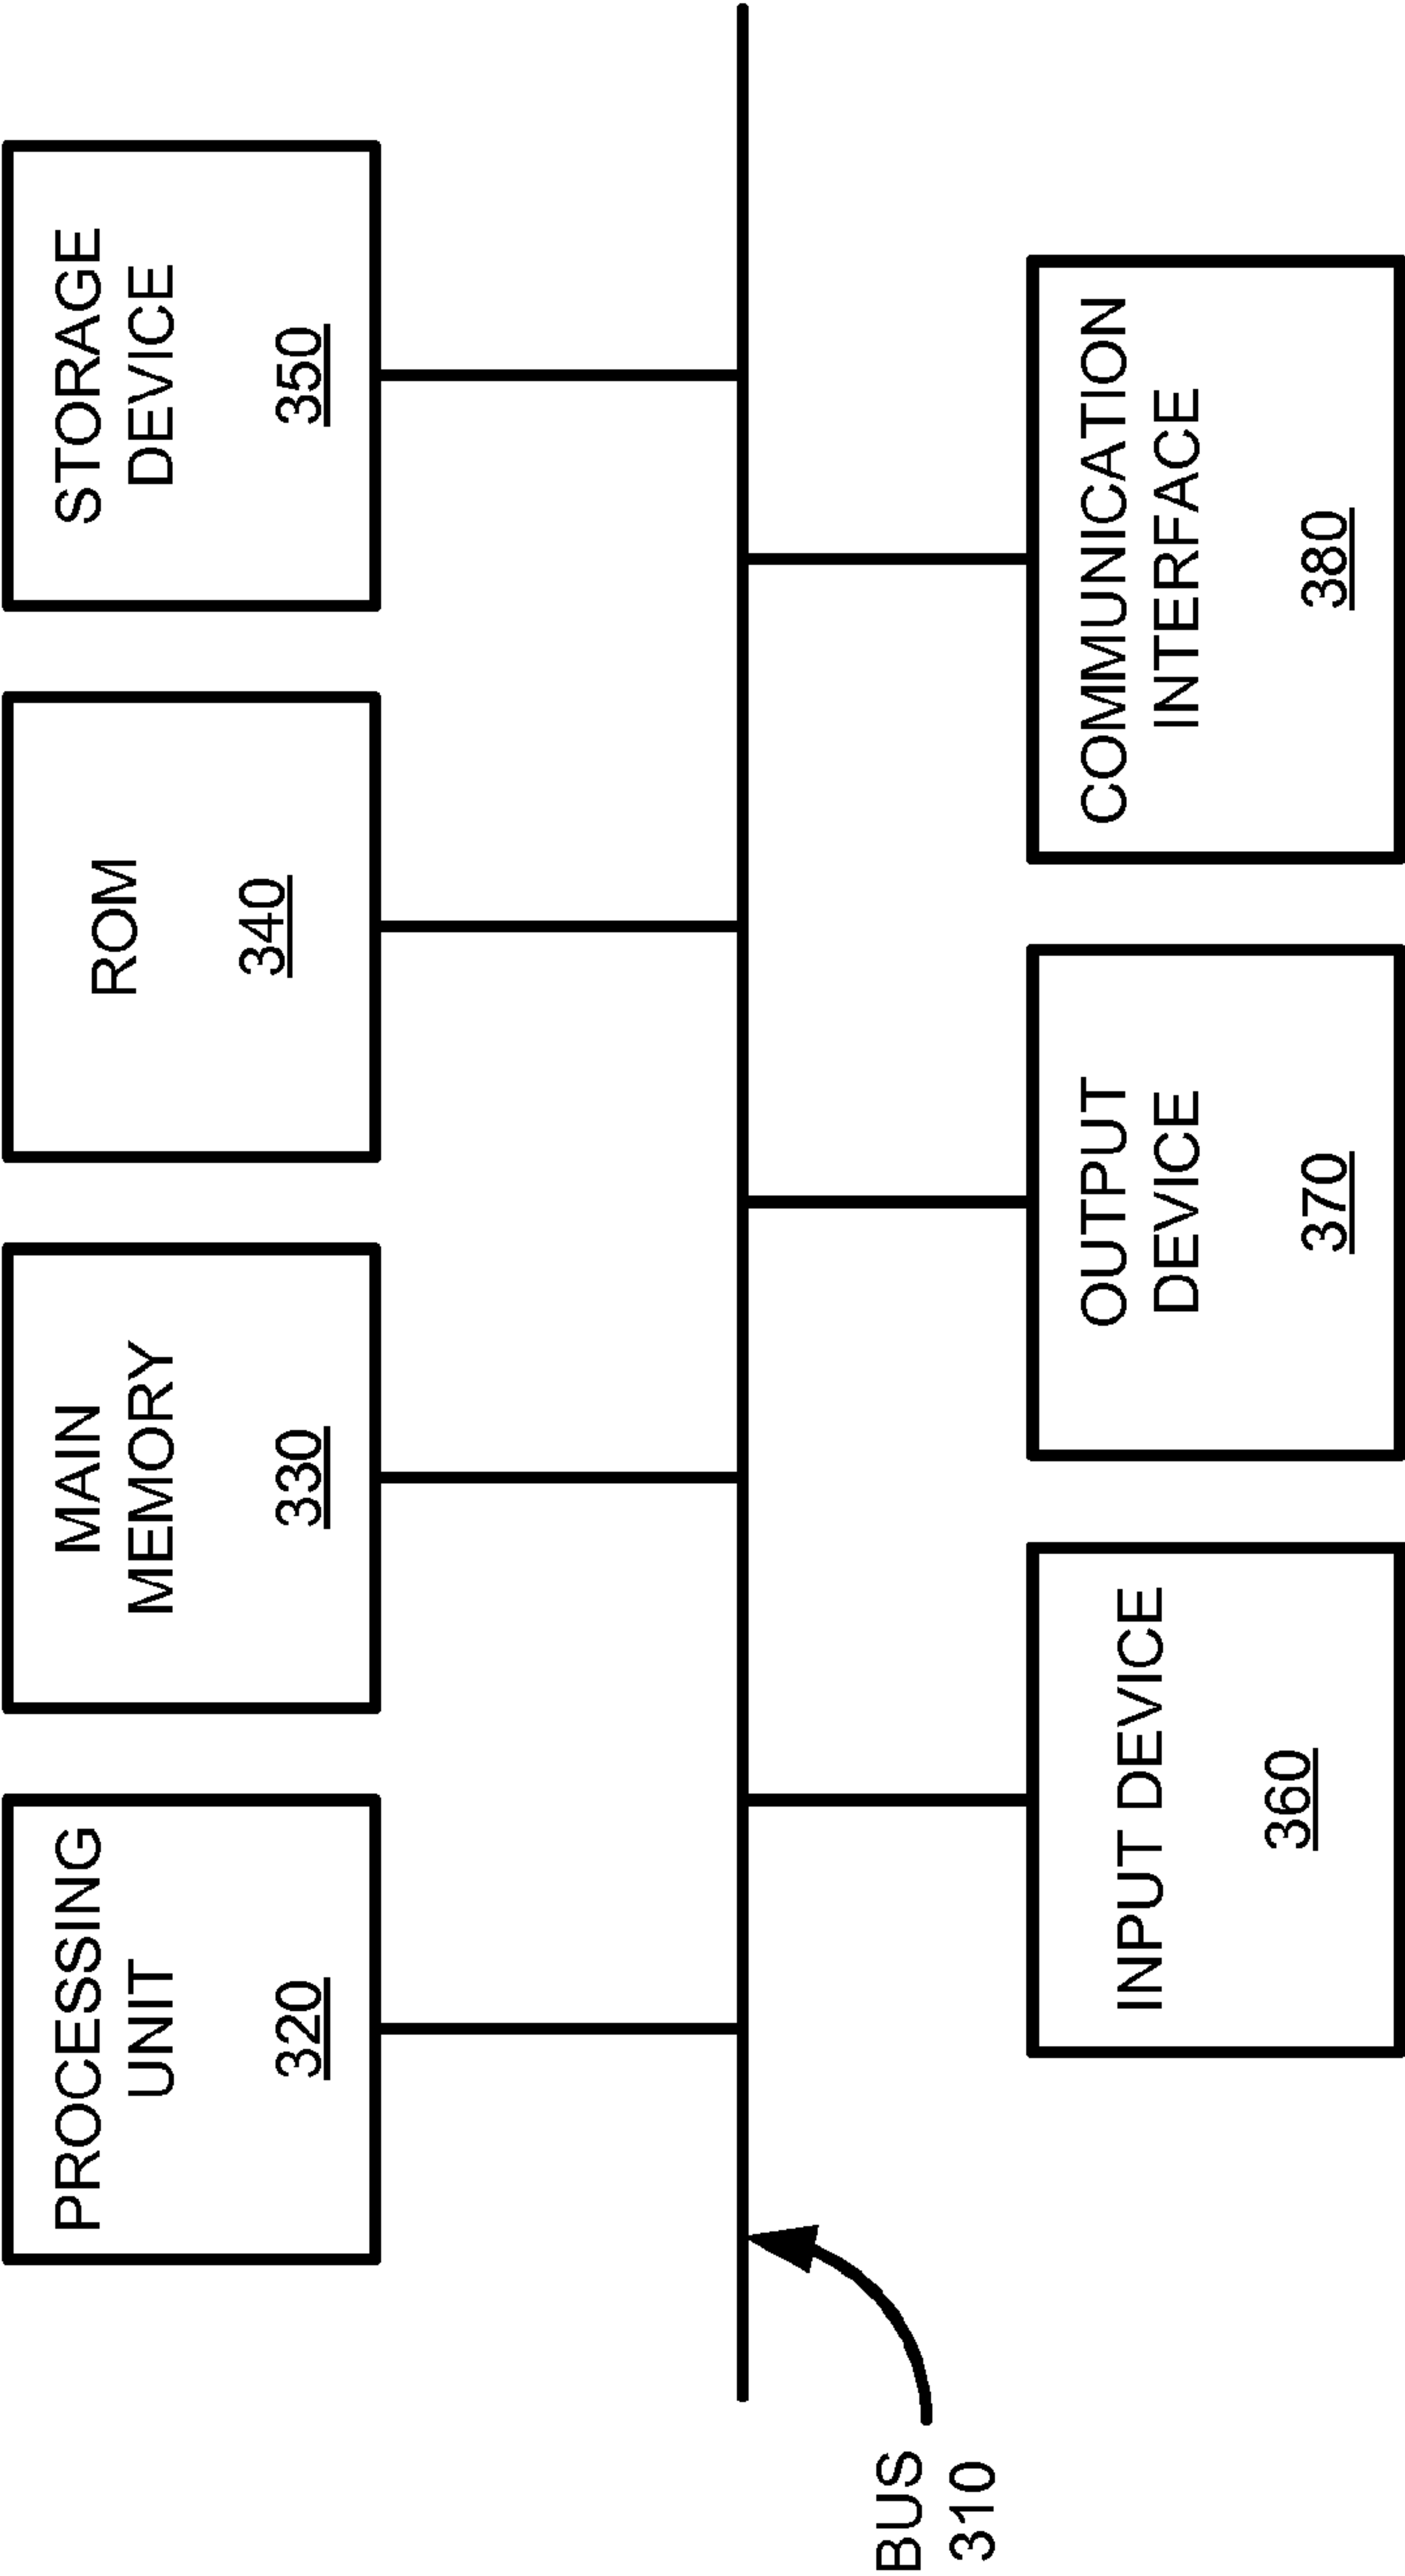 PROCESSING
UNIT
320
MAIN
MEMORY
330
ROM
340
STORAGE
DEVICE
350
BUS
310
INPUT DEVICE
360
OUTPUT
DEVICE
370
COMMUNICATION
INTERFACE
380